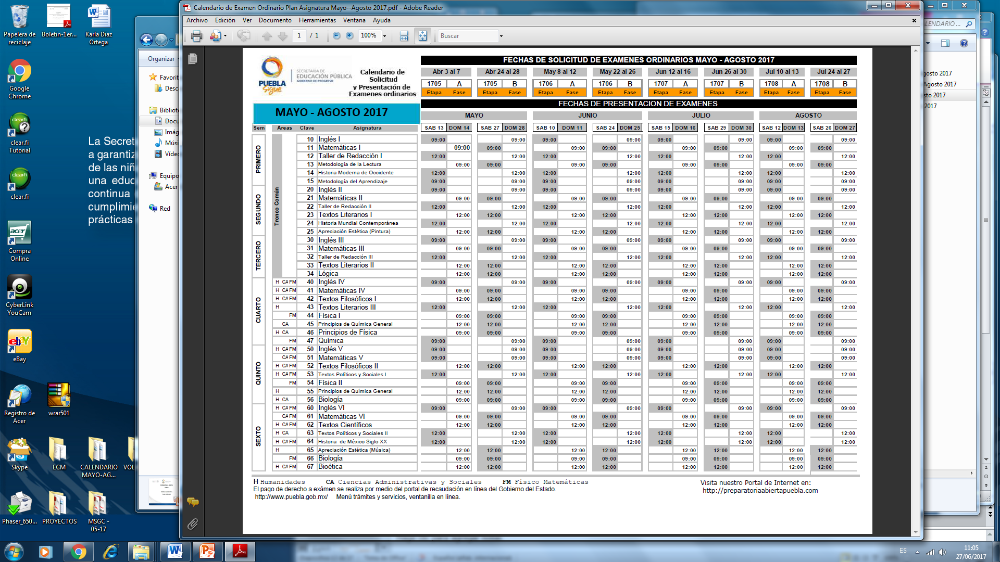 Calendario de Examen Ordinario Plan Asignatura Mayo--Agosto 2017.pdf - Adobe Reader
Archivo Edición Ver Documento Herramientas Ventana Ayuda
1 / 1 100% Buscar
Papelera de reciclaje
Boletin-1er...
Karla Diaz Ortega
Google Chrome
clear.fi Tutorial
clear.fi
Compra Online
CyberLink YouCam
eBay
Registro de Acer
wrar501
Skype
ECM
CALENDARIO MAYO-AG...
VOL
Phaser_650...
PROYECTOS
MSGC - 05-17
La Secret
a garantiz
de las niñ
una educ
continua
cumplimie
prácticas
Organizar
Favorit
Desc
Bibliot
Docu
Imág
Músi
Víde
Equipo
Acer
Red
PUEBLA Sigue
SECRETARÍA DE
EDUCACIÓN PÚBLICA
GOBIERNO DE PROGRESO
Calendario de
Solicitud
y Presentación de
Examenes ordinarios
MAYO - AGOSTO 2017
FECHAS DE SOLICITUD DE EXAMENES ORDINARIOS MAYO - AGOSTO 2017
Abr 3 al 7 Abr 24 al 28 May 8 al 12 May 22 al 26 Jun 12 al 16 Jun 26 al 30 Jul 10 al 13 Jul 24 al 27
1705 A 1705 B 1706 A 1706 B 1707 A 1707 B 1708 A 1708 B
Etapa Fase Etapa Fase Etapa Fase Etapa Fase Etapa Fase Etapa Fase Etapa Fase Etapa Fase
FECHAS DE PRESENTACION DE EXAMENES
MAYO JUNIO JULIO AGOSTO
Sem Áreas Clave Asignatura SAB 13 DOM 14 SAB 27 DOM 28 SAB 10 DOM 11 SAB 24 DOM 25 SAB 15 DOM 16 SAB 29 DOM 30 SAB 12 DOM 13 SAB 26 DOM 27
PRIMERO
Tronco Común
10 Inglés I 09:00 09:00 09:00 09:00 09:00 09:00 09:00 09:00
11 Matemáticas I 09:00 09:00 09:00 09:00 09:00 09:00 09:00 09:00
12 Taller de Redacción I 12:00 12:00 12:00 12:00 12:00 12:00 12:00 12:00
13 Metodología de la Lectura 09:00 09:00 09:00 09:00 09:00 09:00 09:00 09:00
14 Historia Moderna de Occidente 12:00 12:00 12:00 12:00 12:00 12:00 12:00 12:00
15 Metodología del Aprendizaje 09:00 09:00 09:00 09:00 09:00 09:00 09:00 09:00
SEGUNDO
20 Inglés II 09:00 09:00 09:00 09:00 09:00 09:00 09:00 09:00
21 Matemáticas II 09:00 09:00 09:00 09:00 09:00 09:00 09:00 09:00
22 Taller de Redacción II 12:00 12:00 12:00 12:00 12:00 12:00 12:00 12:00
23 Textos Literarios I 12:00 12:00 12:00 12:00 12:00 12:00 12:00 12:00
24 Historia Mundial Contemporánea 12:00 12:00 12:00 12:00 12:00 12:00 12:00 12:00
25 Apreciación Estética (Pintura) 12:00 12:00 12:00 12:00 12:00 12:00 12:00 12:00
TERCERO
30 Inglés III 09:00 09:00 09:00 09:00 09:00 09:00 09:00 09:00
31 Matemáticas III 09:00 09:00 09:00 09:00 09:00 09:00 09:00 09:00
32 Taller de Redacción III 12:00 12:00 12:00 12:00 12:00 12:00 12:00 12:00
33 Textos Literarios II 12:00 12:00 12:00 12:00 12:00 12:00 12:00 12:00
34 Lógica 12:00 12:00 12:00 12:00 12:00 12:00 12:00 12:00
CUARTO
H CA FM 40 Inglés IV 09:00 09:00 09:00 09:00 09:00 09:00 09:00 09:00
H CA FM 41 Matemáticas IV 09:00 09:00 09:00 09:00 09:00 09:00 09:00 09:00
H CA FM 42 Textos Filosóficos I 12:00 12:00 12:00 12:00 12:00 12:00 12:00 12:00
H 43 Textos Literarios III 12:00 12:00 12:00 12:00 12:00 12:00 12:00 12:00
FM 44 Física I 09:00 09:00 09:00 09:00 09:00 09:00 09:00 09:00
CA 45 Principios de Química General 12:00 12:00 12:00 12:00 12:00 12:00 12:00 12:00
H CA 46 Principios de Física 09:00 09:00 09:00 09:00 09:00 09:00 09:00 09:00
FM 47 Química 09:00 09:00 09:00 09:00 09:00 09:00 09:00 09:00
QUINTO
H CA FM 50 Inglés V 09:00 09:00 09:00 09:00 09:00 09:00 09:00 09:00
CA FM 51 Matemáticas V 09:00 09:00 09:00 09:00 09:00 09:00 09:00 09:00
H CA FM 52 Textos Filosóficos II 12:00 12:00 12:00 12:00 12:00 12:00 12:00 12:00
H CA FM 53 Textos Políticos y Sociales I 12:00 12:00 12:00 12:00 12:00 12:00 12:00 12:00
FM 54 Física II 09:00 09:00 09:00 09:00 09:00 09:00 09:00 09:00
H 55 Principios de Química General 12:00 12:00 12:00 12:00 12:00 12:00 12:00 12:00
H CA 56 Biología 09:00 09:00 09:00 09:00 09:00 09:00 09:00 09:00
SEXTO
H CA FM 60 Inglés VI 09:00 09:00 09:00 09:00 09:00 09:00 09:00 09:00
CA FM 61 Matemáticas VI 09:00 09:00 09:00 09:00 09:00 09:00 09:00 09:00
H CA FM 62 Textos Científicos 12:00 12:00 12:00 12:00 12:00 12:00 12:00 12:00
H CA 63 Textos Políticos y Sociales II 12:00 12:00 12:00 12:00 12:00 12:00 12:00 12:00
H CA FM 64 Historia de México Siglo XX 12:00 12:00 12:00 12:00 12:00 12:00 12:00 12:00
H 65 Apreciación Estética (Música) 12:00 12:00 12:00 12:00 12:00 12:00 12:00 12:00
FM 66 Biología 09:00 09:00 09:00 09:00 09:00 09:00 09:00 09:00
H CA FM 67 Bioética 12:00 12:00 12:00 12:00 12:00 12:00 12:00 12:00
H Humanidades CA Ciencias Administrativas y Sociales FM Físico Matemáticas
El pago de derecho a exámen se realiza por medio del portal de recaudación en línea del Gobierno del Estado.
http://www.puebla.gob.mx/ Menú trámites y servicios, ventanilla en línea.
Visite nuestro Portal de Internet en:
http://preparatoriaabiertapuebla.com
LENDARIO ...
gosto 2017
Agosto 2017
sto 2017
2017
ES
11:05
27/06/2017